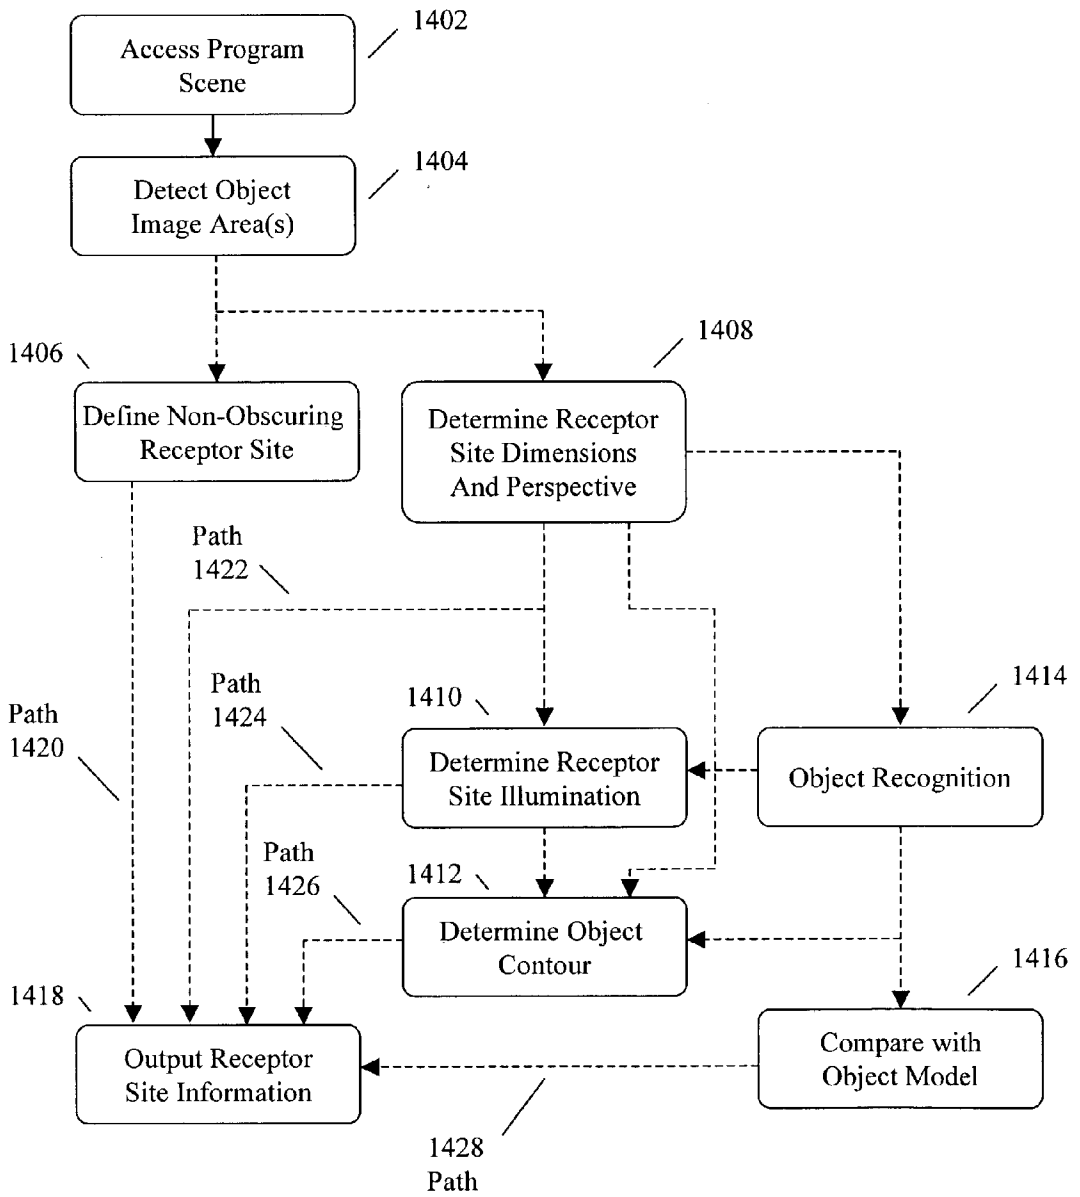 1402
Access Program
Scene
1404
Detect Object
Image Area(s)
1406
1408
Define Non-Obscuring
Receptor Site
Determine Receptor
Site Dimensions
And Perspective
Path
1422
Path
1424
1410
1414
Path
1420
Determine Receptor
Site Illumination
Object Recognition
Path
1426
1412
Determine Object
Contour
1416
1418
Output Receptor
Site Information
Compare with
Object Model
1428
Path